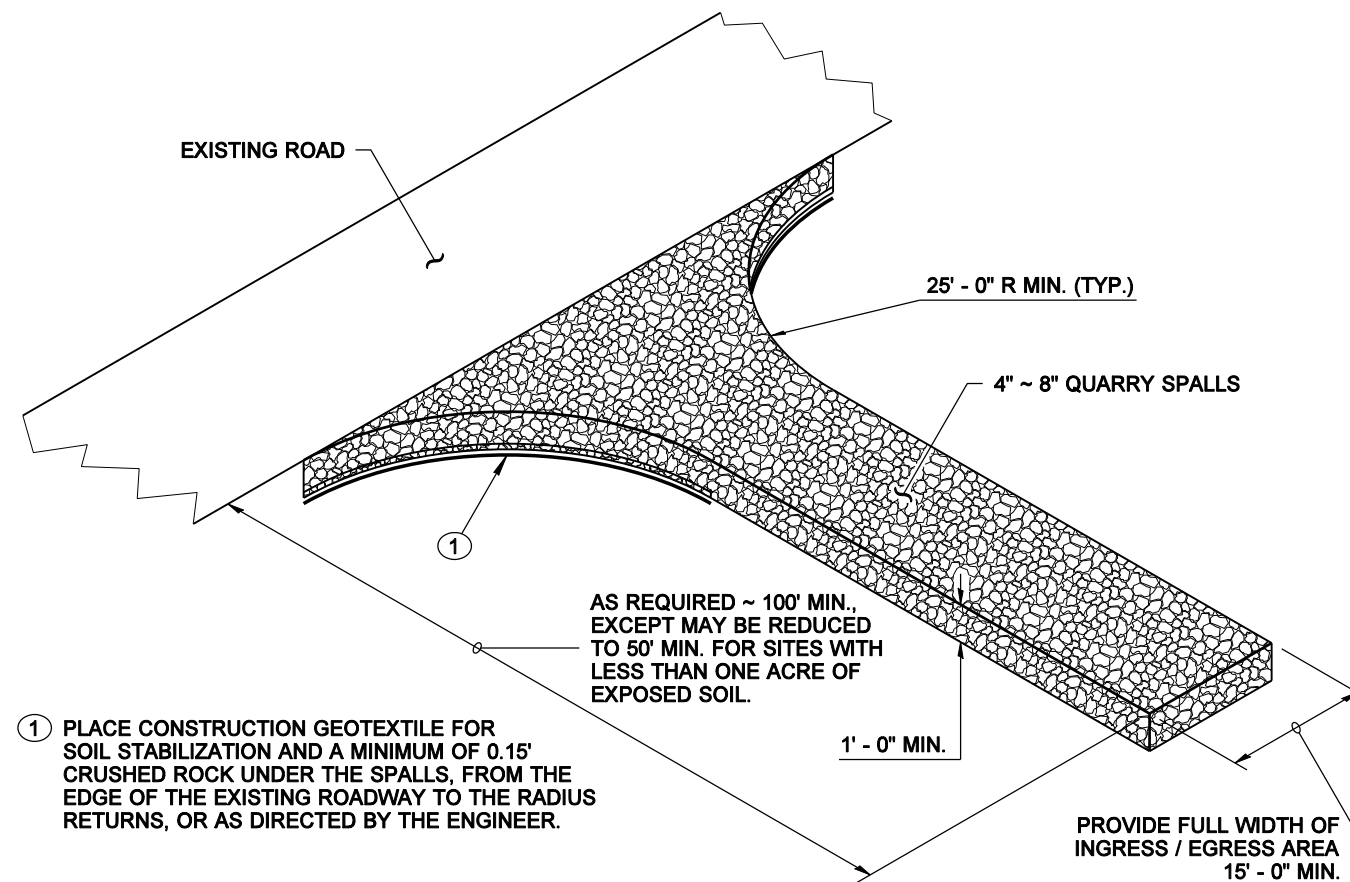 EXISTING ROAD
25' - 0" R MIN. (TYP.)
4" ~ 8" QUARRY SPALLS
1
AS REQUIRED ~ 100' MIN.,
EXCEPT MAY BE REDUCED
TO 50' MIN. FOR SITES WITH
LESS THAN ONE ACRE OF
EXPOSED SOIL.
1' - 0" MIN.
1 PLACE CONSTRUCTION GEOTEXTILE FOR
SOIL STABILIZATION AND A MINIMUM OF 0.15'
CRUSHED ROCK UNDER THE SPALLS, FROM THE
EDGE OF THE EXISTING ROADWAY TO THE RADIUS
RETURNS, OR AS DIRECTED BY THE ENGINEER.
PROVIDE FULL WIDTH OF
INGRESS / EGRESS AREA
15' - 0" MIN.